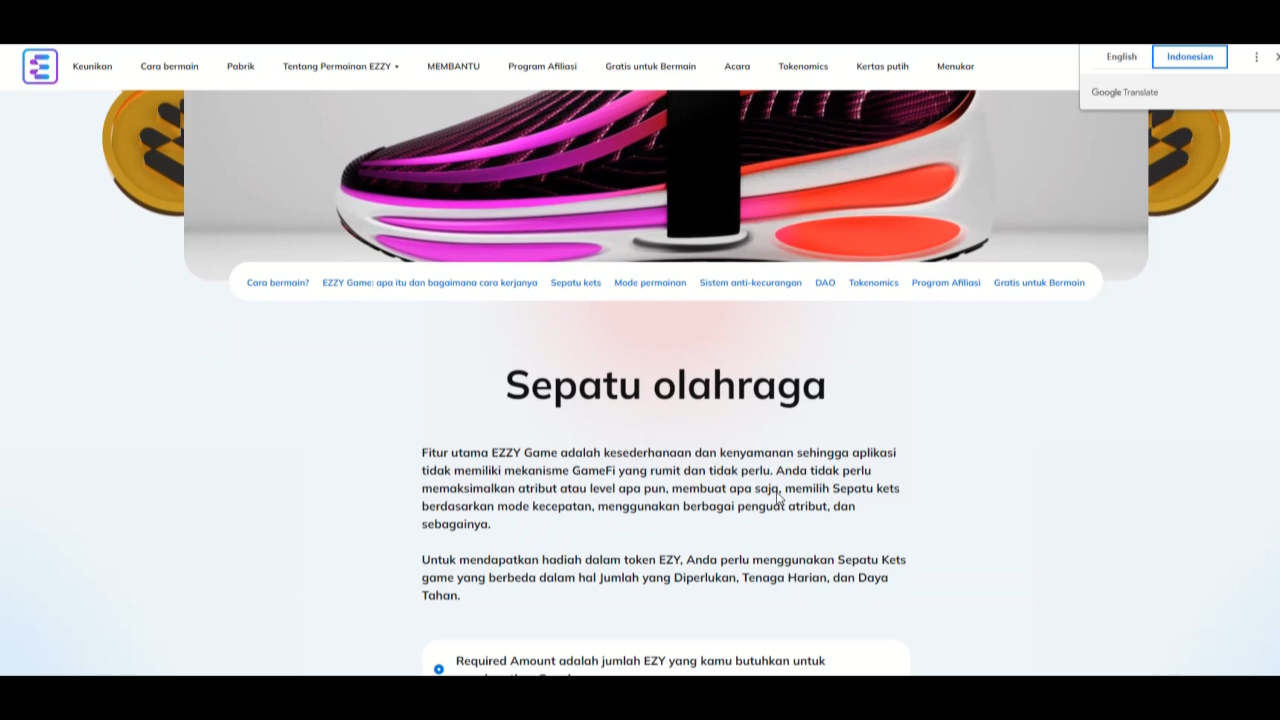 Keunikan Cara bermain Pabrik Tentang Permainan EZZY MEMBANTU Program Afiliasi Gratis untuk Bermain Acara Tokenomics Kertas putih Menukar
English Indonesian
Google Translate
Cara bermain? EZZY Game: apa itu dan bagaimana cara kerjanya Sepatu kets Mode permainan Sistem anti-kecurangan DAO Tokenomics Program Afiliasi Gratis untuk Bermain
Sepatu olahraga
Fitur utama EZZY Game adalah kesederhanaan dan kenyamanan sehingga aplikasi
tidak memiliki mekanisme GameFi yang rumit dan tidak perlu. Anda tidak perlu
memaksimalkan atribut atau level apa pun, membuat apa saja, memilih Sepatu kets
berdasarkan mode kecepatan, menggunakan berbagai penguat atribut, dan
sebagainya.
Untuk mendapatkan hadiah dalam token EZY, Anda perlu menggunakan Sepatu Kets
game yang berbeda dalam hal Jumlah yang Diperlukan, Tenaga Harian, dan Daya
Tahan.
Required Amount adalah jumlah EZY yang kamu butuhkan untuk